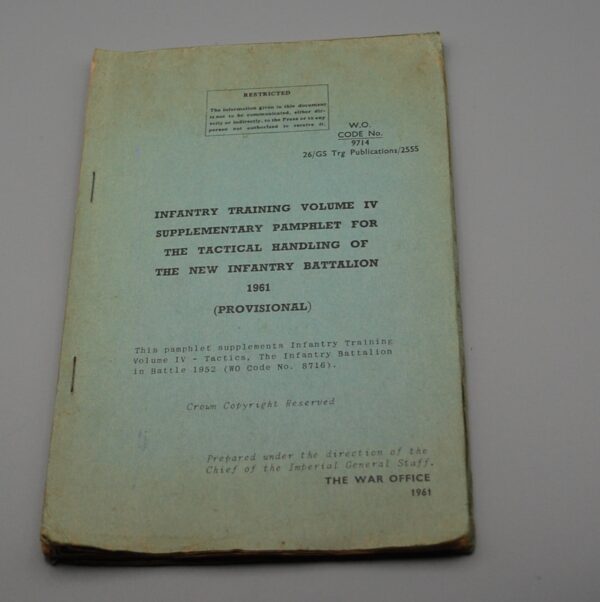 RESTRICTED
The information given in this document
is not to be communicated, either dir-
ectly or indirectly, to the Press or to any
person not authorised to receive it.
W.O.
CODE No.
9714
26/GS Trg Publications/2555
INFANTRY TRAINING VOLUME IV
SUPPLEMENTARY PAMPHLET FOR
THE TACTICAL HANDLING OF
THE NEW INFANTRY BATTALION
1961
(PROVISIONAL)
This pamphlet supplements Infantry Training
Volume IV - Tactics, The Infantry Battalion
in Battle 1952 (WO Code No. 8716).
Crown Copyright Reserved
Prepared under the direction of the
Chief of the Imperial General Staff.
THE WAR OFFICE
1961